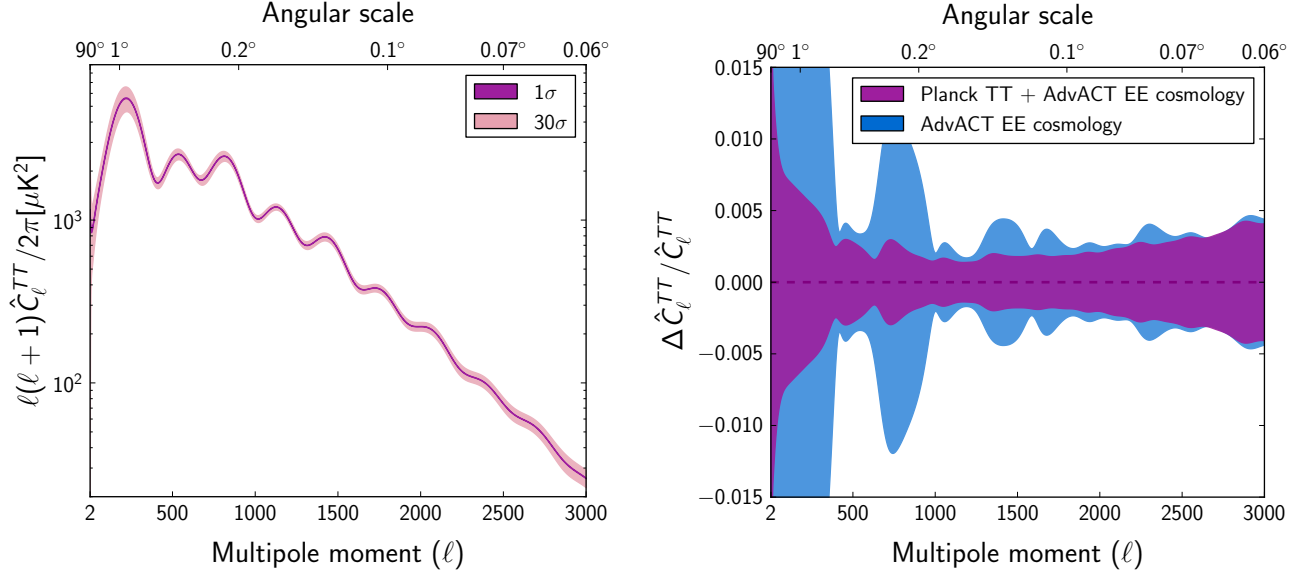 Angular scale
90° 1° 0.2° 0.1° 0.07° 0.06°
1σ
30σ
10³
10²
ℓ(ℓ + 1)Ĉ_ℓ^{TT}/2π[μK²]
2 500 1000 1500 2000 2500 3000
Multipole moment (ℓ)
Angular scale
90° 1° 0.2° 0.1° 0.07° 0.06°
Planck TT + AdvACT EE cosmology
AdvACT EE cosmology
0.015
0.010
0.005
0.000
−0.005
−0.010
−0.015
ΔĈ_ℓ^{TT}/Ĉ_ℓ^{TT}
2 500 1000 1500 2000 2500 3000
Multipole moment (ℓ)